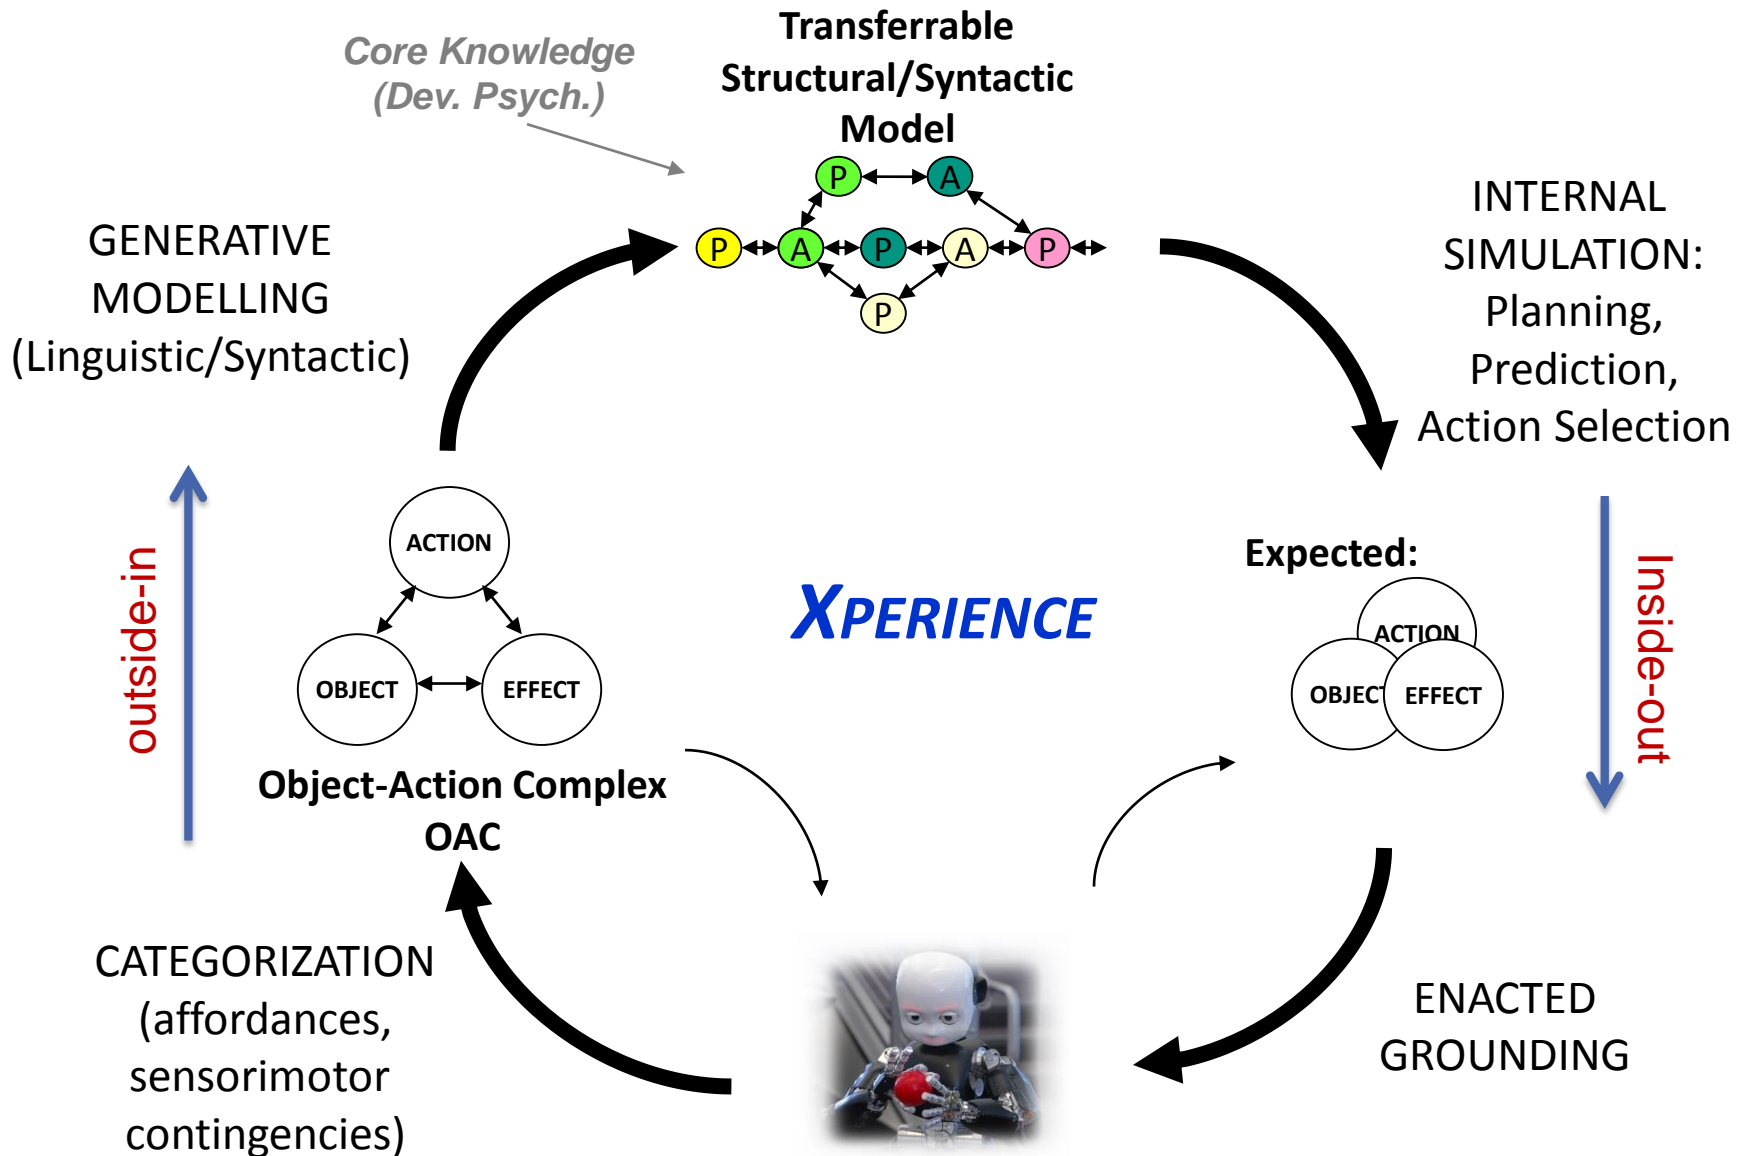 Core Knowledge
(Dev. Psych.)
Transferrable
Structural/Syntactic
Model
P
A
P
A
P
A
P
P
GENERATIVE
MODELLING
(Linguistic/Syntactic)
INTERNAL
SIMULATION:
Planning,
Prediction,
Action Selection
outside-in
ACTION
OBJECT
EFFECT
Object-Action Complex
OAC
XPERIENCE
Expected:
ACTION
OBJECT
EFFECT
Inside-out
CATEGORIZATION
(affordances,
sensorimotor
contingencies)
ENACTED
GROUNDING